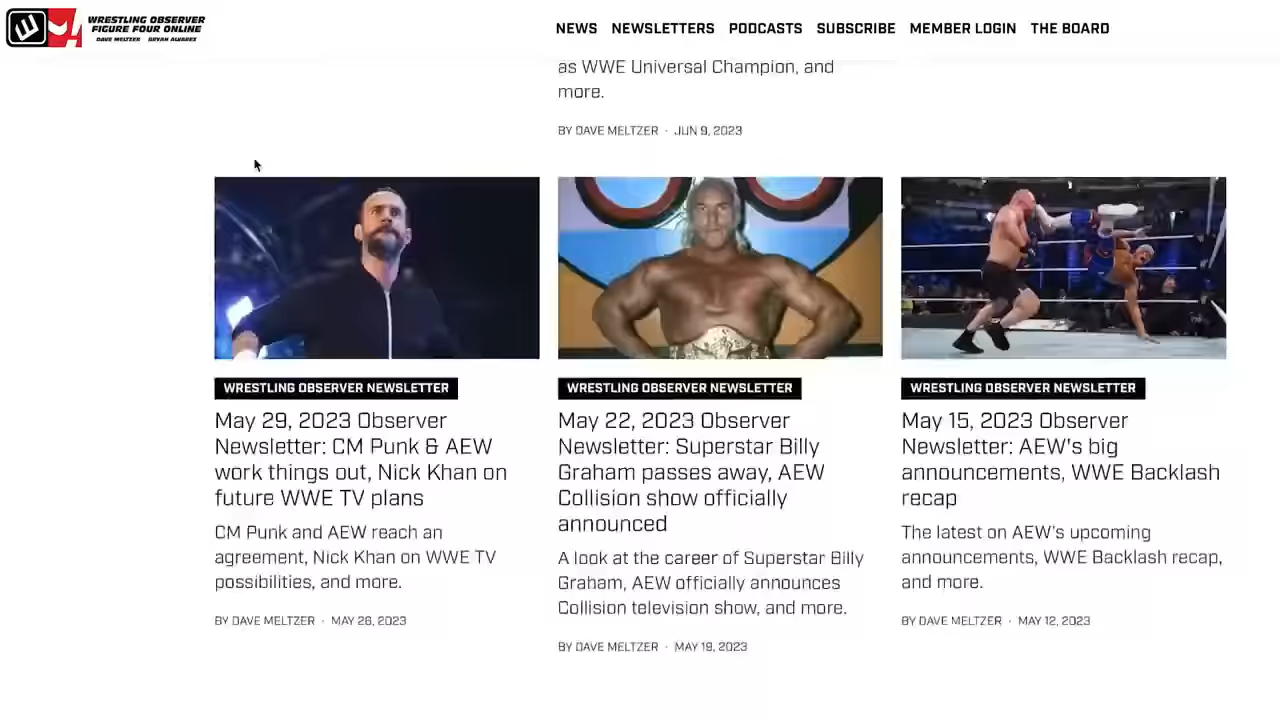 WRESTLING OBSERVER
FIGURE FOUR ONLINE
DAVE MELTZER BRYAN ALVAREZ
NEWS NEWSLETTERS PODCASTS SUBSCRIBE MEMBER LOGIN THE BOARD
as WWE Universal Champion, and
more.
BY DAVE MELTZER · JUN 9, 2023
WRESTLING OBSERVER NEWSLETTER
May 29, 2023 Observer
Newsletter: CM Punk & AEW
work things out, Nick Khan on
future WWE TV plans
CM Punk and AEW reach an
agreement, Nick Khan on WWE TV
possibilities, and more.
BY DAVE MELTZER · MAY 26, 2023
WRESTLING OBSERVER NEWSLETTER
May 22, 2023 Observer
Newsletter: Superstar Billy
Graham passes away, AEW
Collision show officially
announced
A look at the career of Superstar Billy
Graham, AEW officially announces
Collision television show, and more.
BY DAVE MELTZER · MAY 19, 2023
WRESTLING OBSERVER NEWSLETTER
May 15, 2023 Observer
Newsletter: AEW's big
announcements, WWE Backlash
recap
The latest on AEW's upcoming
announcements, WWE Backlash recap,
and more.
BY DAVE MELTZER · MAY 12, 2023